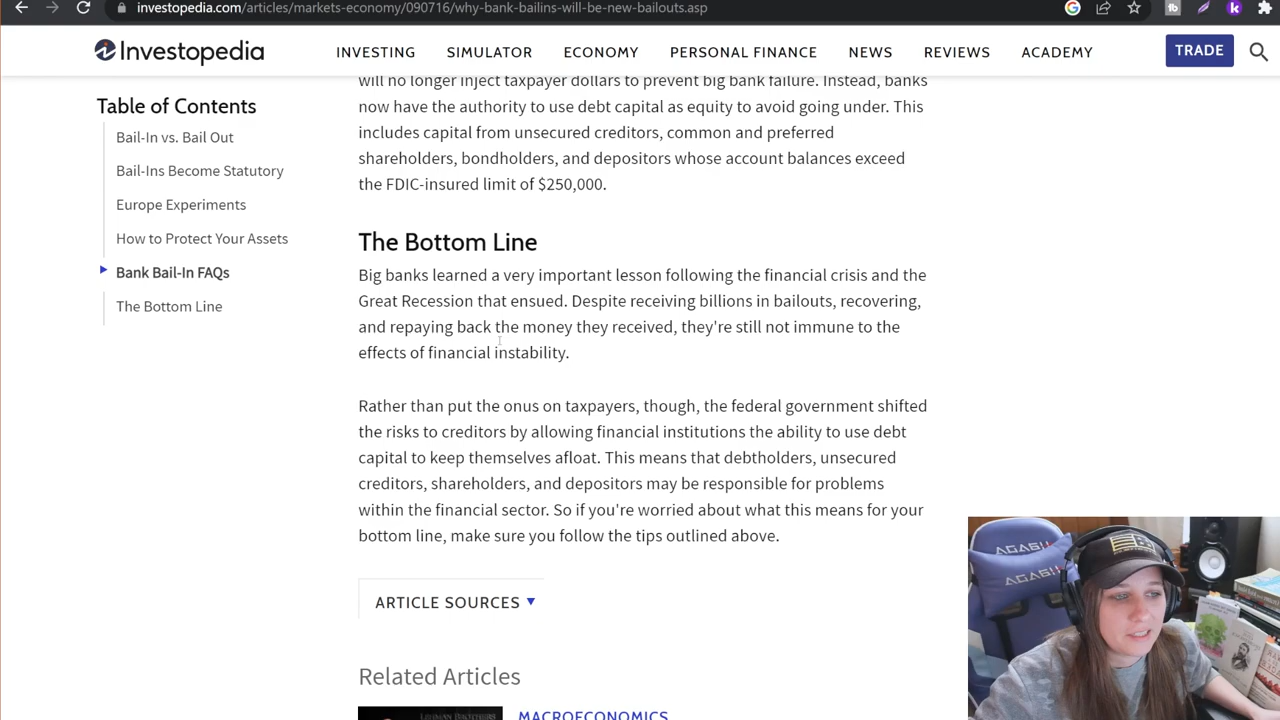 investopedia.com/articles/markets-economy/090716/why-bank-bailins-will-be-new-bailouts.asp
Investopedia
INVESTING SIMULATOR ECONOMY PERSONAL FINANCE NEWS REVIEWS ACADEMY TRADE
Table of Contents
Bail-In vs. Bail Out
Bail-Ins Become Statutory
Europe Experiments
How to Protect Your Assets
Bank Bail-In FAQs
The Bottom Line
will no longer inject taxpayer dollars to prevent big bank failure. Instead, banks
now have the authority to use debt capital as equity to avoid going under. This
includes capital from unsecured creditors, common and preferred
shareholders, bondholders, and depositors whose account balances exceed
the FDIC-insured limit of $250,000.
The Bottom Line
Big banks learned a very important lesson following the financial crisis and the
Great Recession that ensued. Despite receiving billions in bailouts, recovering,
and repaying back the money they received, they're still not immune to the
effects of financial instability.
Rather than put the onus on taxpayers, though, the federal government shifted
the risks to creditors by allowing financial institutions the ability to use debt
capital to keep themselves afloat. This means that debtholders, unsecured
creditors, shareholders, and depositors may be responsible for problems
within the financial sector. So if you're worried about what this means for your
bottom line, make sure you follow the tips outlined above.
ARTICLE SOURCES
Related Articles
LEHMAN BROTHERS
MACROECONOMICS
AGASU
AGASU